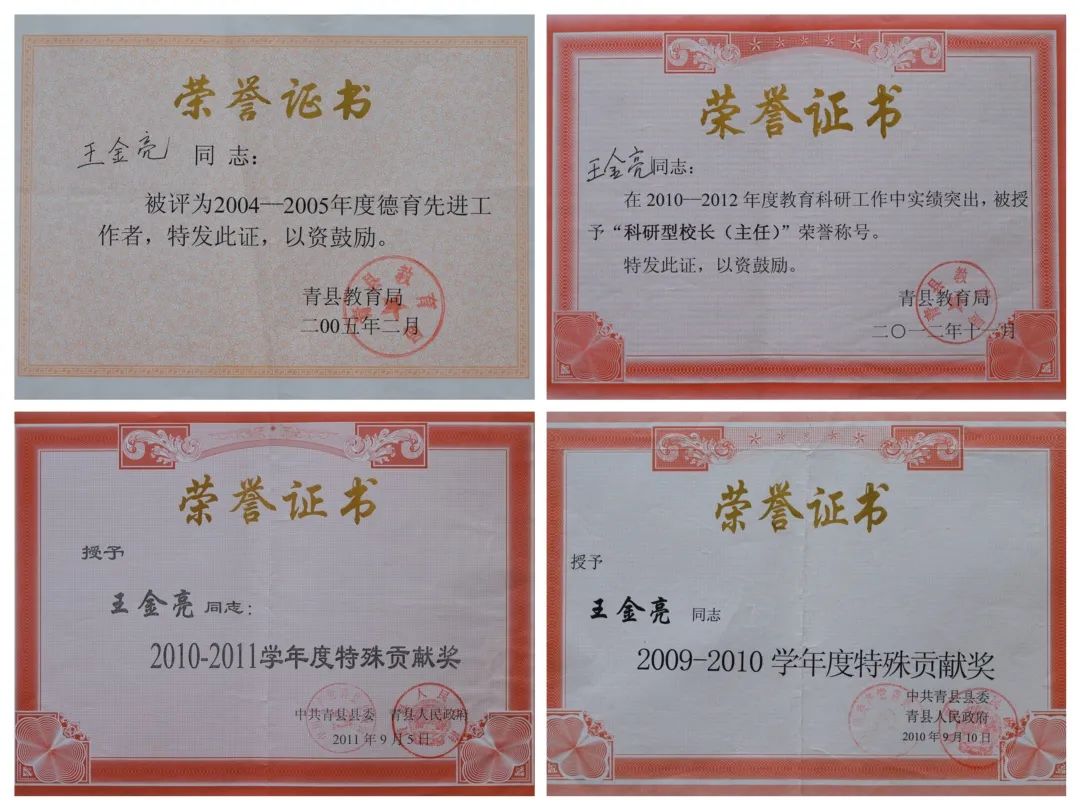 荣誉证书
王金亮 同志：
被评为2004—2005年度德育先进工
作者，特发此证，以资鼓励。
青县教育局
二00五年二月
荣誉证书
王金亮同志：
在2010—2012年度教育科研工作中实绩突出，被授
予“科研型校长（主任）”荣誉称号。
特发此证，以资鼓励。
青县教育局
二〇一二年十一月
荣誉证书
授予
王金亮 同志：
2010-2011学年度特殊贡献奖
中共青县县委 青县人民政府
2011年9月5日
荣誉证书
授予
王金亮 同志
2009-2010 学年度特殊贡献奖
中共青县县委
青县人民政府
2010年9月10日